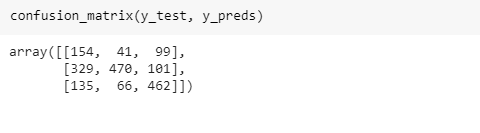 confusion_matrix(y_test, y_preds)
array([[154, 41, 99],
[329, 470, 101],
[135, 66, 462]])